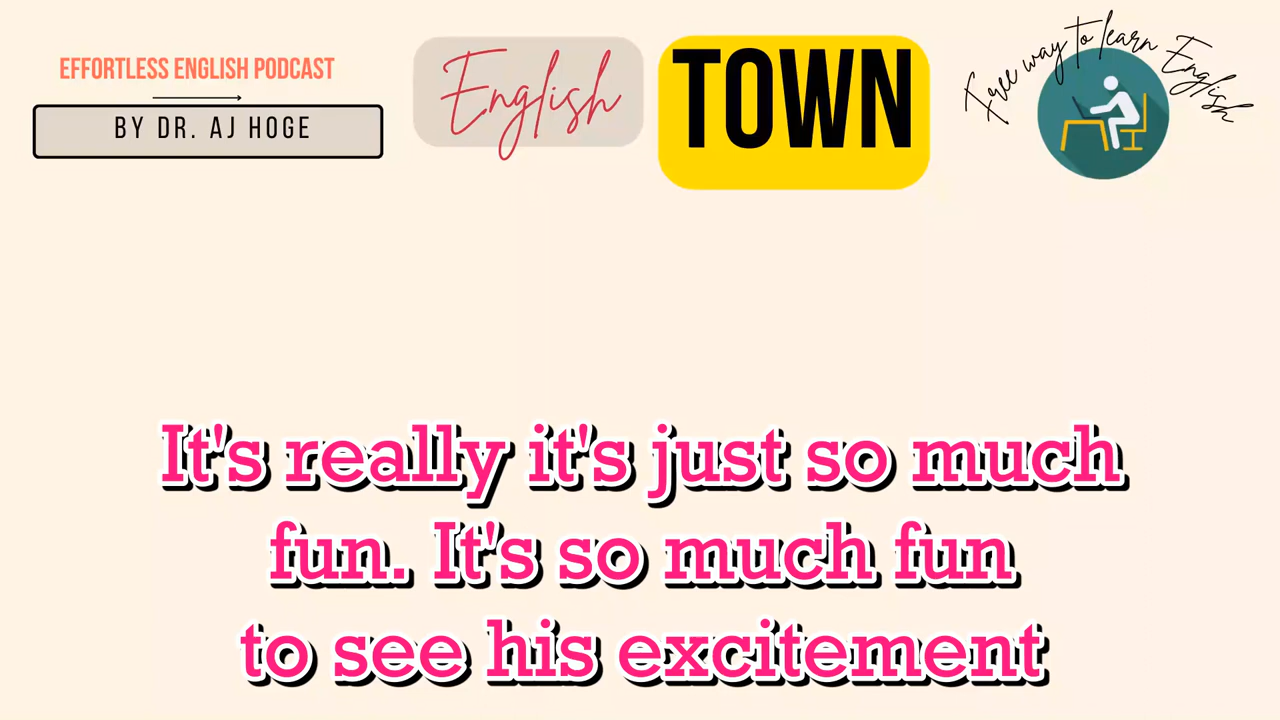 EFFORTLESS ENGLISH PODCAST
BY DR. AJ HOGE
English
TOWN
Free way to learn English
It's really it's just so much
fun. It's so much fun
to see his excitement